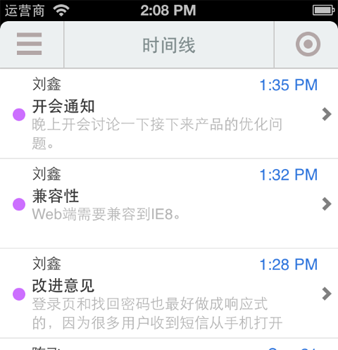 运营商 2:08 PM
时间线
刘鑫 1:35 PM
开会通知
晚上开会讨论一下接下来产品的优化问
题。
刘鑫 1:32 PM
兼容性
Web端需要兼容到IE8。
刘鑫 1:28 PM
改进意见
登录页和找回密码也最好做成响应式
的，因为很多用户收到短信从手机打开